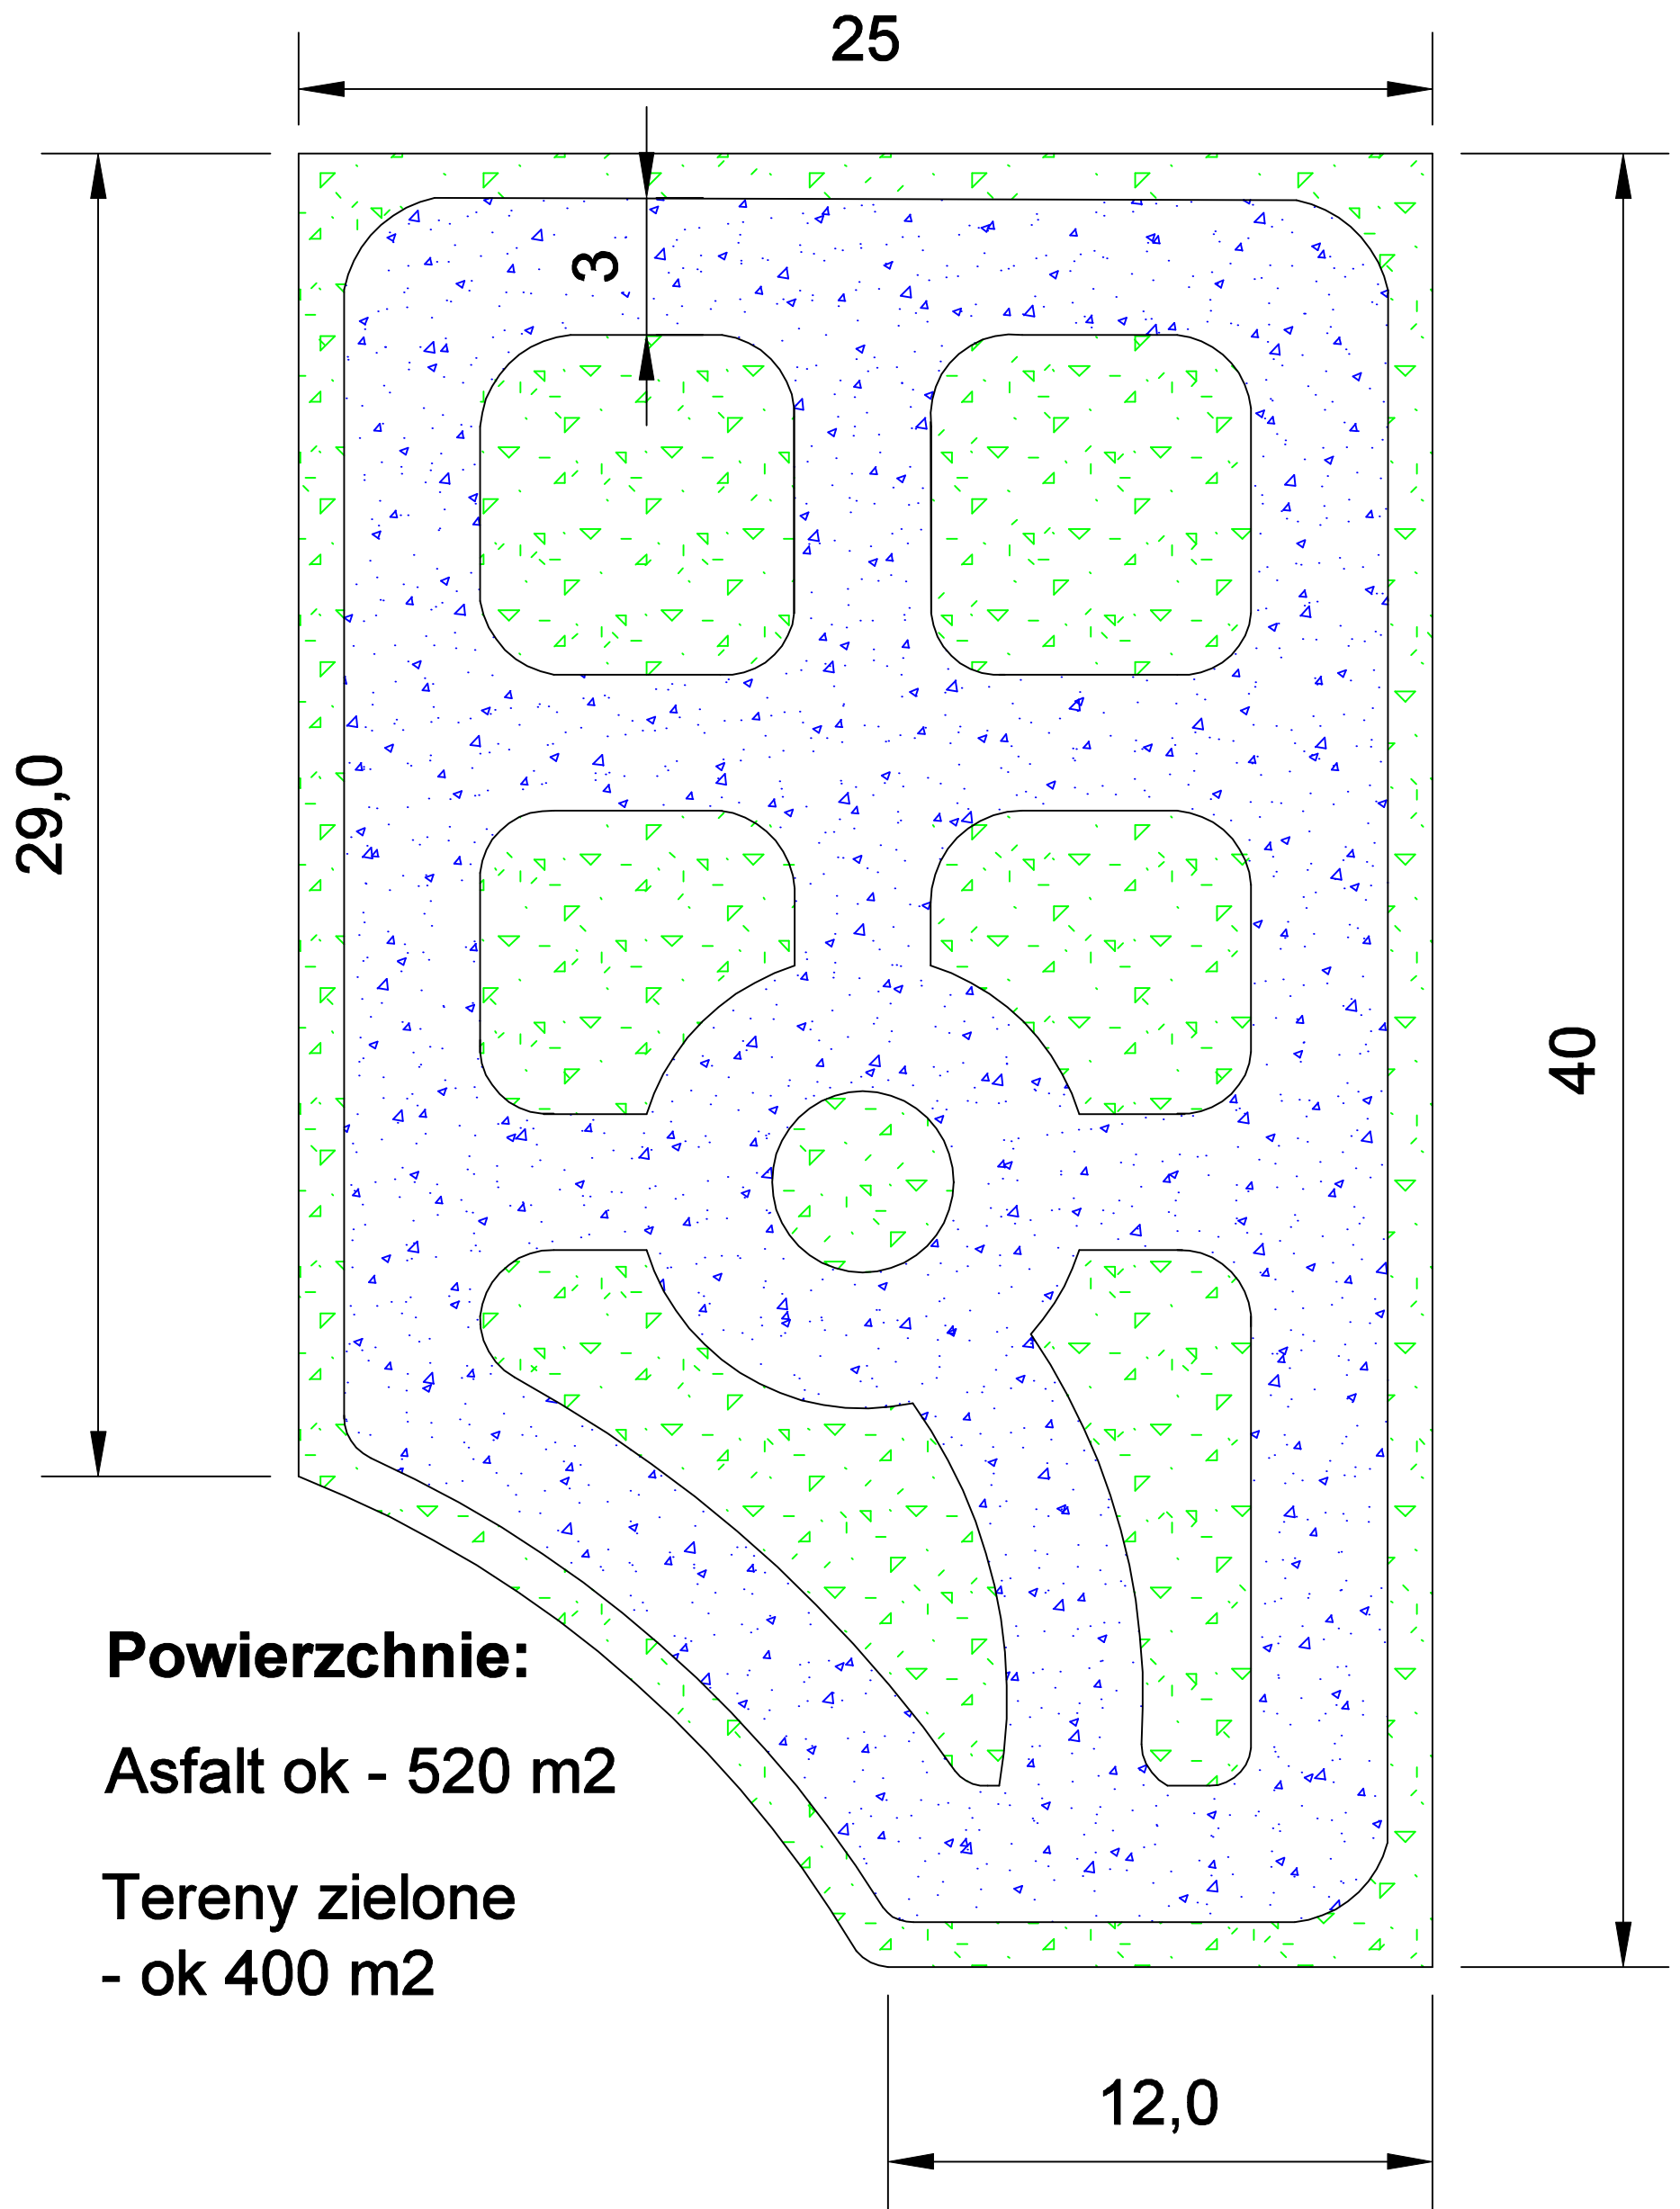 25
3
29,0
40
Powierzchnie:
Asfalt ok - 520 m2
Tereny zielone
- ok 400 m2
12,0